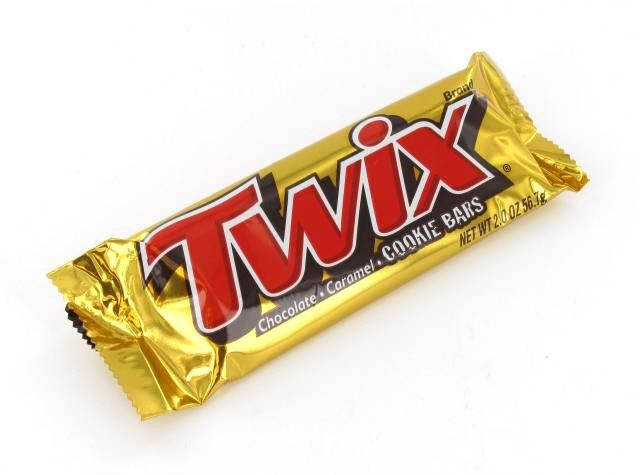 Brand
Twix
®
Chocolate • Caramel • COOKIE BARS
NET WT 2.0 OZ 56.7g